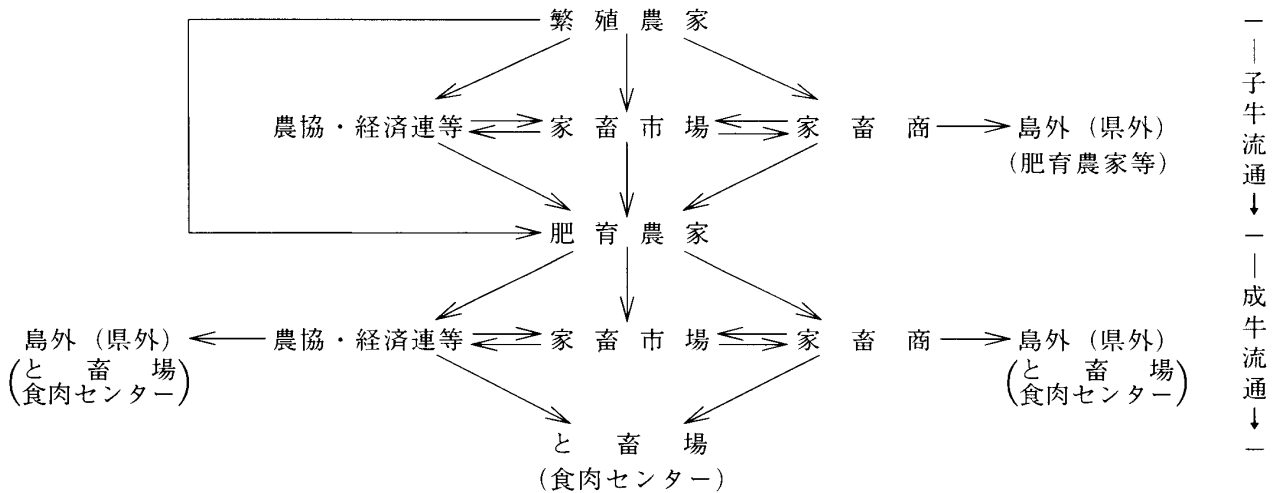 繁殖農家
農協・経済連等 家畜市場 家畜商 島外（県外）
（肥育農家等）
子牛流通
肥育農家
島外（県外） 農協・経済連等 家畜市場 家畜商 島外（県外）
（と畜場 （と畜場
食肉センター） 食肉センター）
成牛流通
と畜場
（食肉センター）